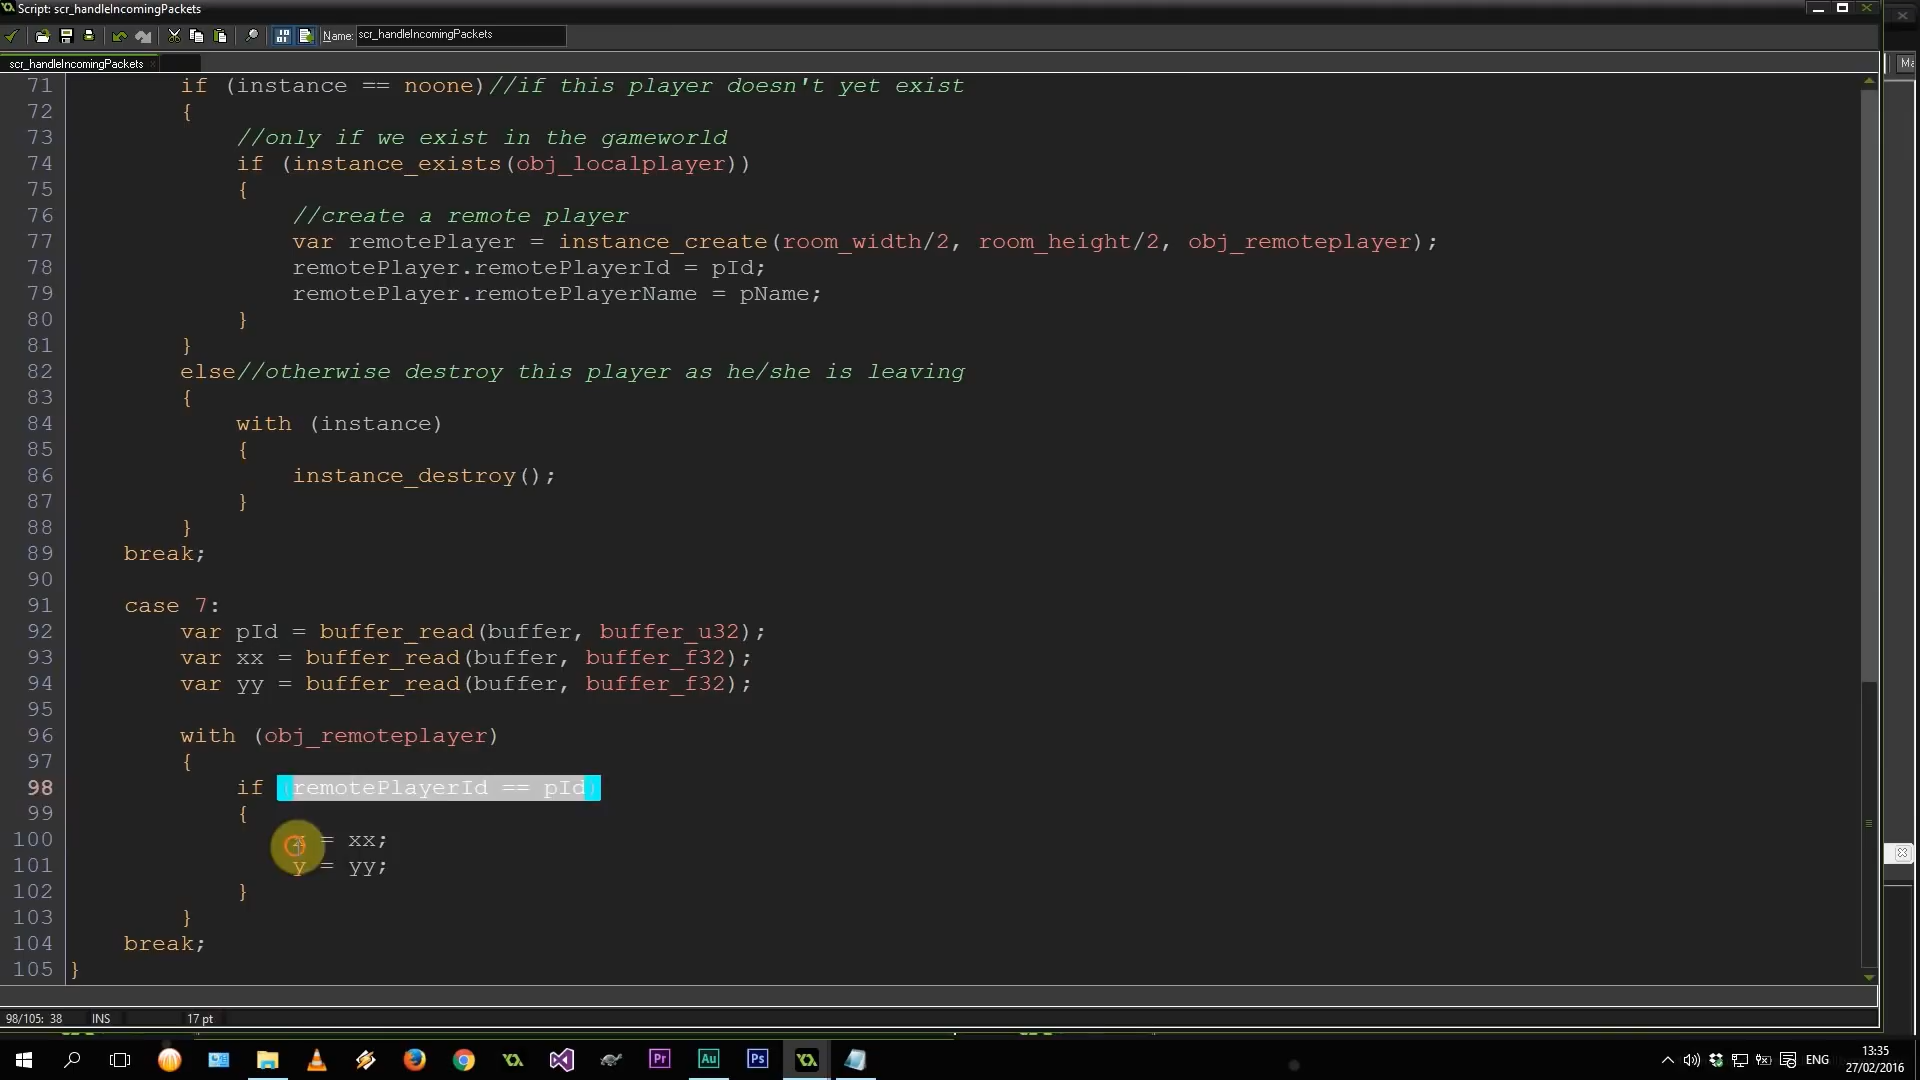 Script: scr_handleIncomingPackets
Name: scr_handleIncomingPackets
scr_handleIncomingPackets
71 if (instance == noone)//if this player doesn't yet exist
72 {
73 //only if we exist in the gameworld
74 if (instance_exists(obj_localplayer))
75 {
76 //create a remote player
77 var remotePlayer = instance_create(room_width/2, room_height/2, obj_remoteplayer);
78 remotePlayer.remotePlayerId = pId;
79 remotePlayer.remotePlayerName = pName;
80 }
81 }
82 else//otherwise destroy this player as he/she is leaving
83 {
84 with (instance)
85 {
86 instance_destroy();
87 }
88 }
89 break;
90
91 case 7:
92 var pId = buffer_read(buffer, buffer_u32);
93 var xx = buffer_read(buffer, buffer_f32);
94 var yy = buffer_read(buffer, buffer_f32);
95
96 with (obj_remoteplayer)
97 {
98 if (remotePlayerId == pId)
99 {
100 x = xx;
101 y = yy;
102 }
103 }
104 break;
105 }
98/105: 38 INS 17 pt
Pr Au Ps
ENG
13:35
27/02/2016